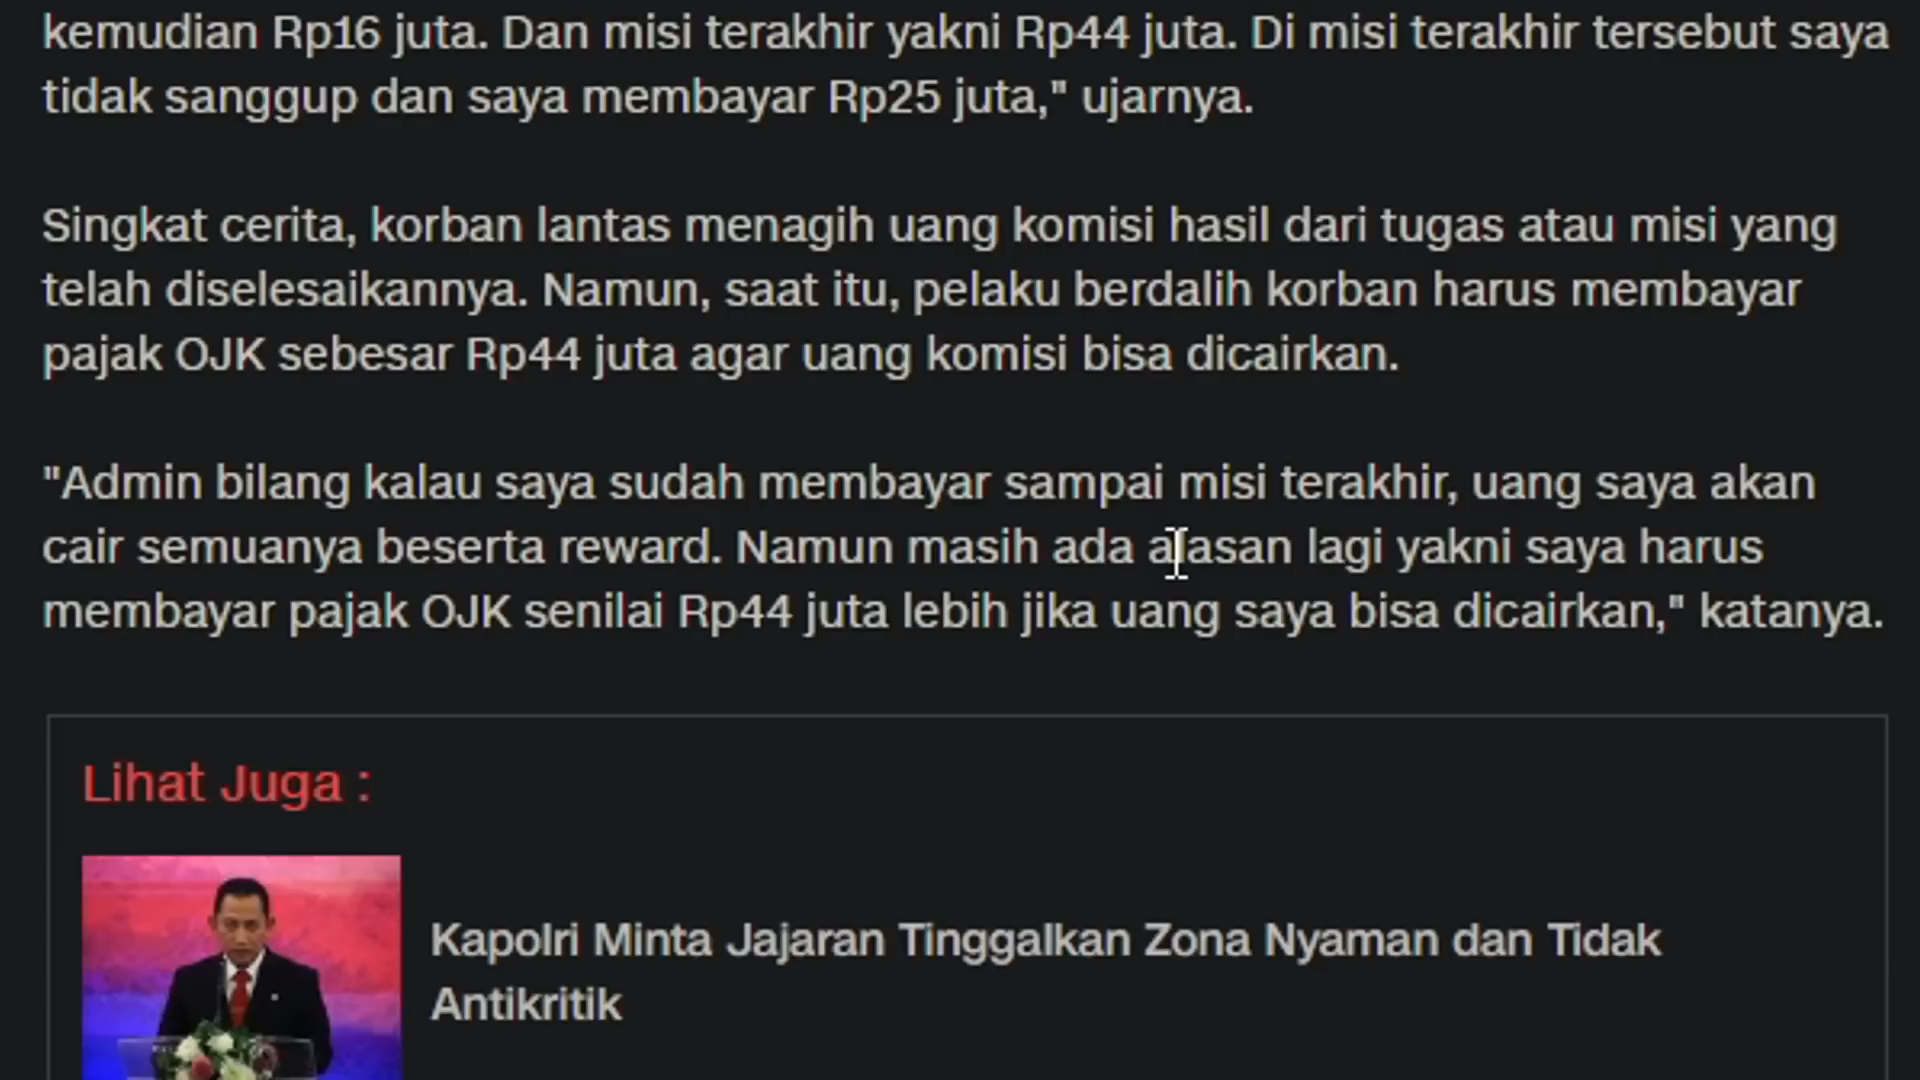 kemudian Rp16 juta. Dan misi terakhir yakni Rp44 juta. Di misi terakhir tersebut saya
tidak sanggup dan saya membayar Rp25 juta," ujarnya.
Singkat cerita, korban lantas menagih uang komisi hasil dari tugas atau misi yang
telah diselesaikannya. Namun, saat itu, pelaku berdalih korban harus membayar
pajak OJK sebesar Rp44 juta agar uang komisi bisa dicairkan.
"Admin bilang kalau saya sudah membayar sampai misi terakhir, uang saya akan
cair semuanya beserta reward. Namun masih ada alasan lagi yakni saya harus
membayar pajak OJK senilai Rp44 juta lebih jika uang saya bisa dicairkan," katanya.
Lihat Juga :
Kapolri Minta Jajaran Tinggalkan Zona Nyaman dan Tidak
Antikritik